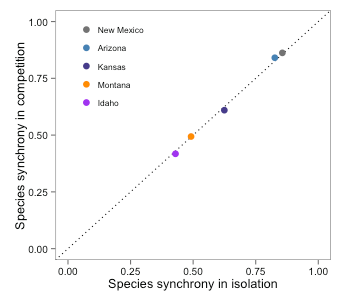 Species synchrony in competition
1.00
0.75
0.50
0.25
0.00
New Mexico
Arizona
Kansas
Montana
Idaho
0.00 0.25 0.50 0.75 1.00
Species synchrony in isolation